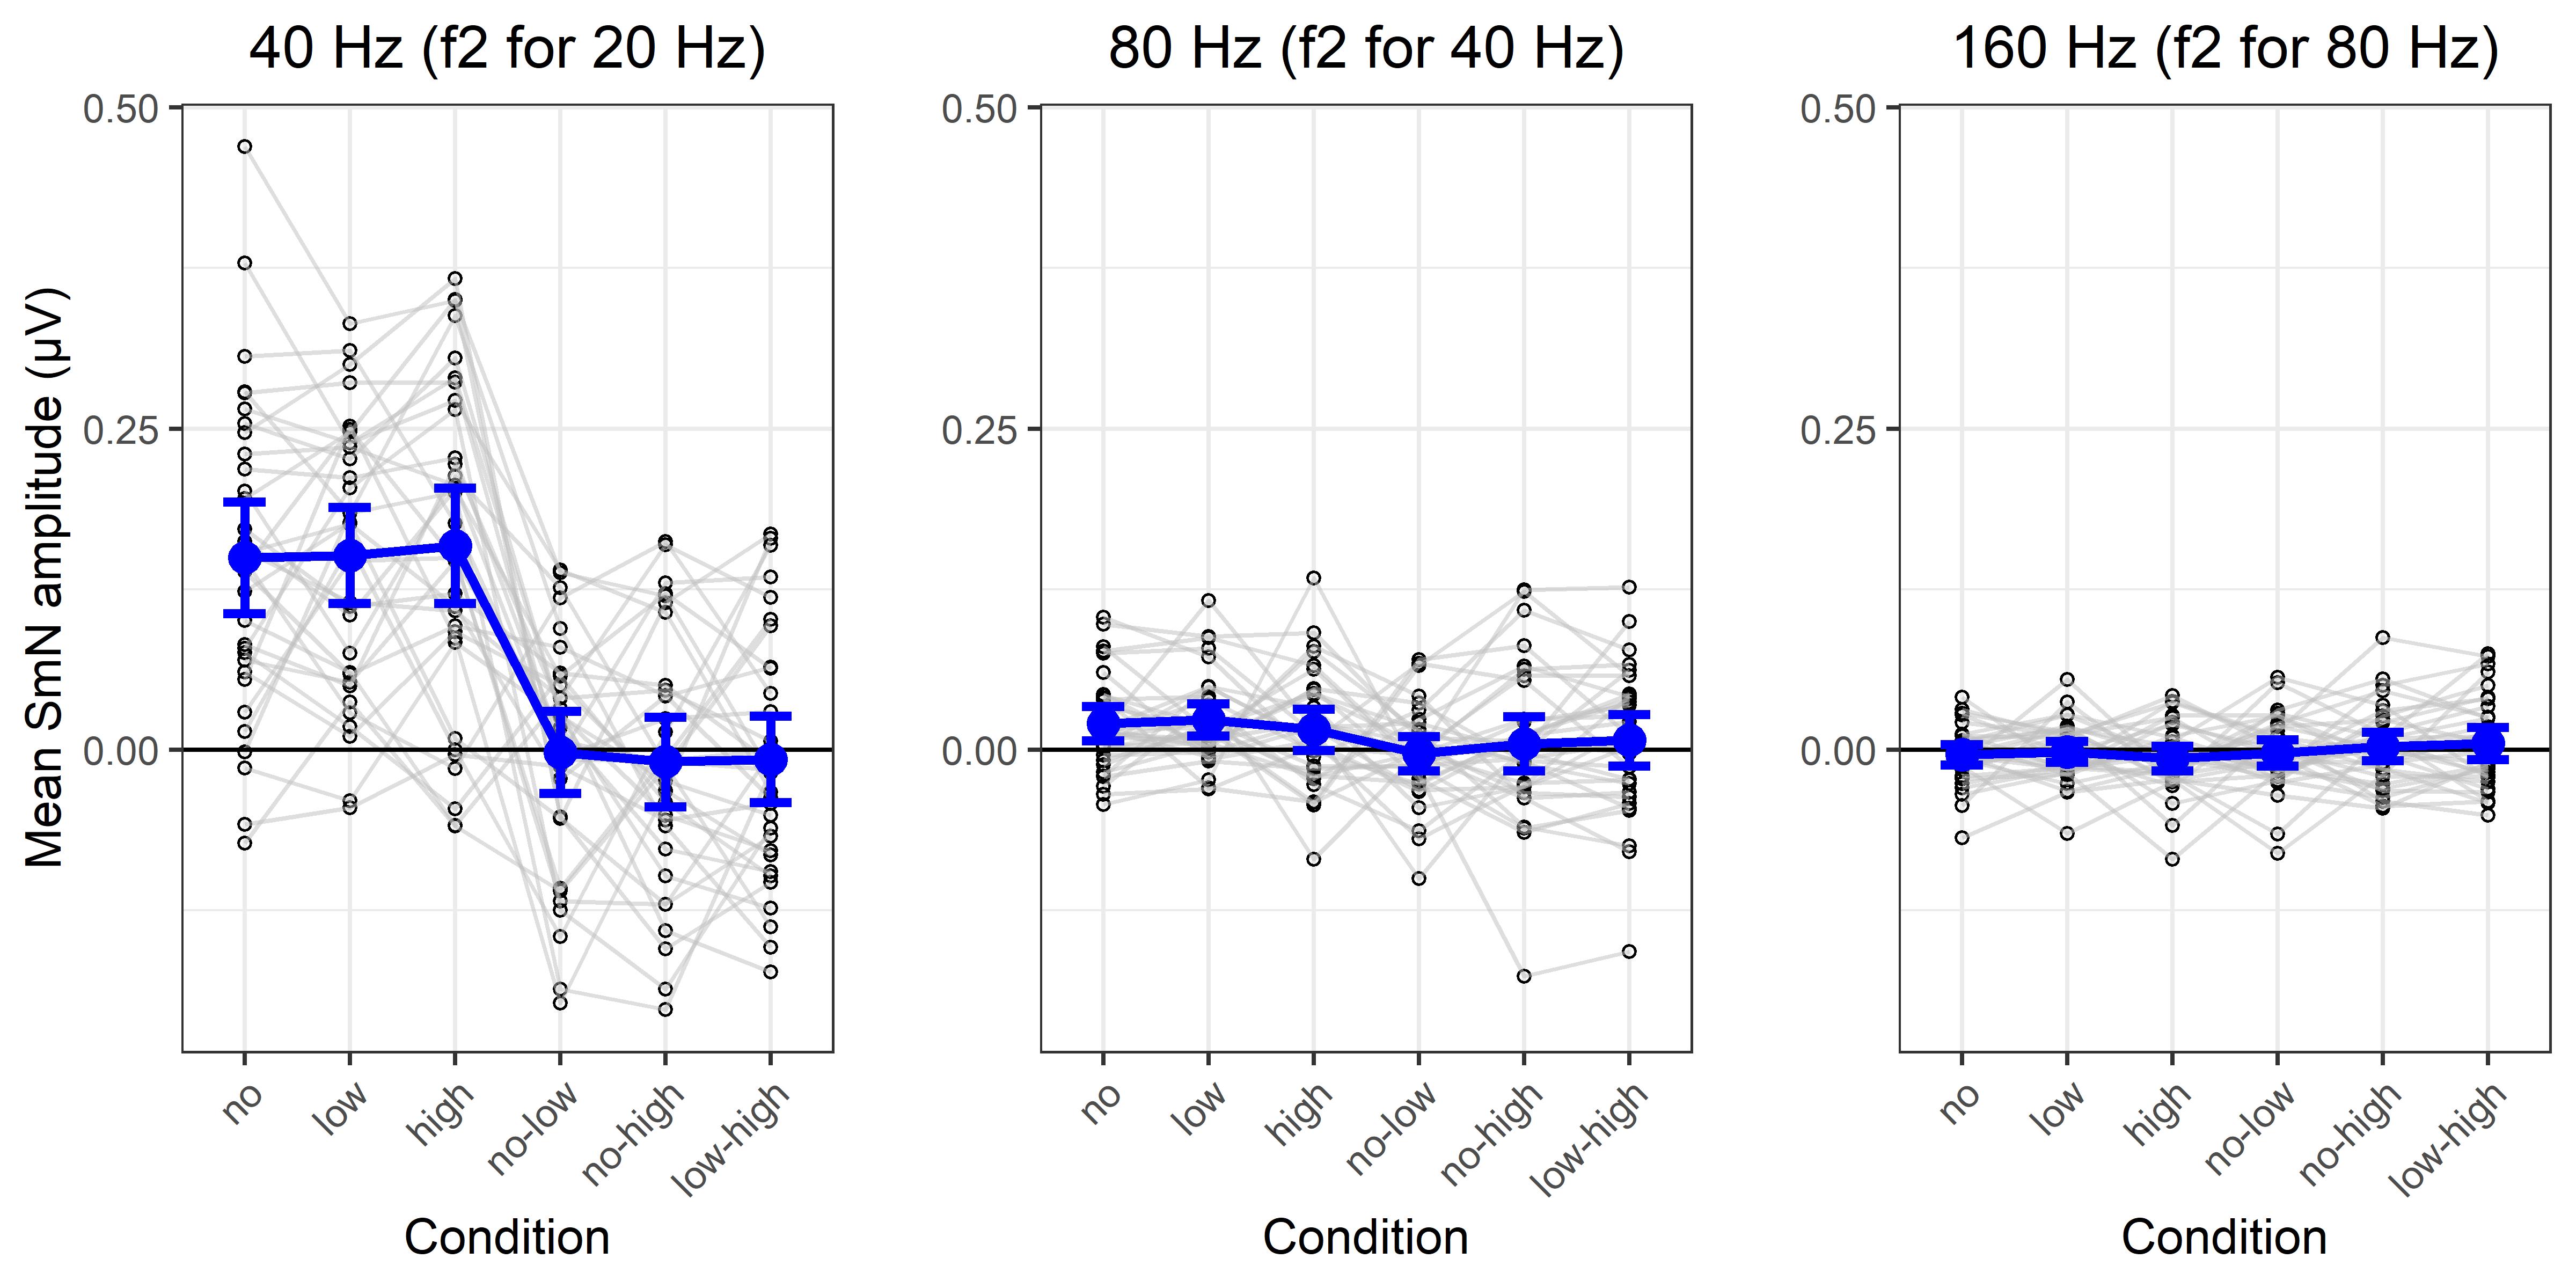 40 Hz (f2 for 20 Hz)
80 Hz (f2 for 40 Hz)
160 Hz (f2 for 80 Hz)
Mean SmN amplitude (µV)
0.50
0.25
0.00
no
low
high
no-low
no-high
low-high
Condition
0.50
0.25
0.00
no
low
high
no-low
no-high
low-high
Condition
0.50
0.25
0.00
no
low
high
no-low
no-high
low-high
Condition